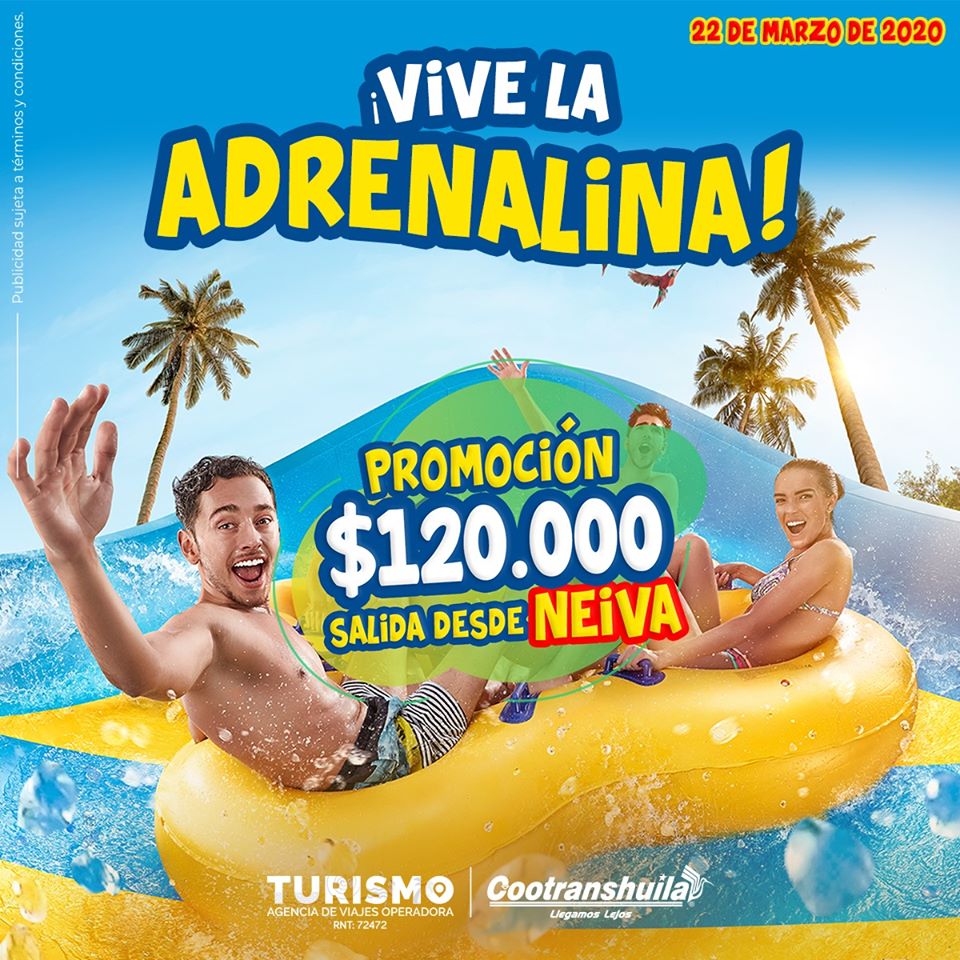 22 DE MARZO DE 2020
¡ViVE LA
ADRENALiNA!
PROMOCiÓN
$120.000
SALiDA DESDE NEiVA
Publicidad sujeta a términos y condiciones.
TURISMO
AGENCIA DE VIAJES OPERADORA
RNT: 72472
Cootranshuila
Llegamos Lejos